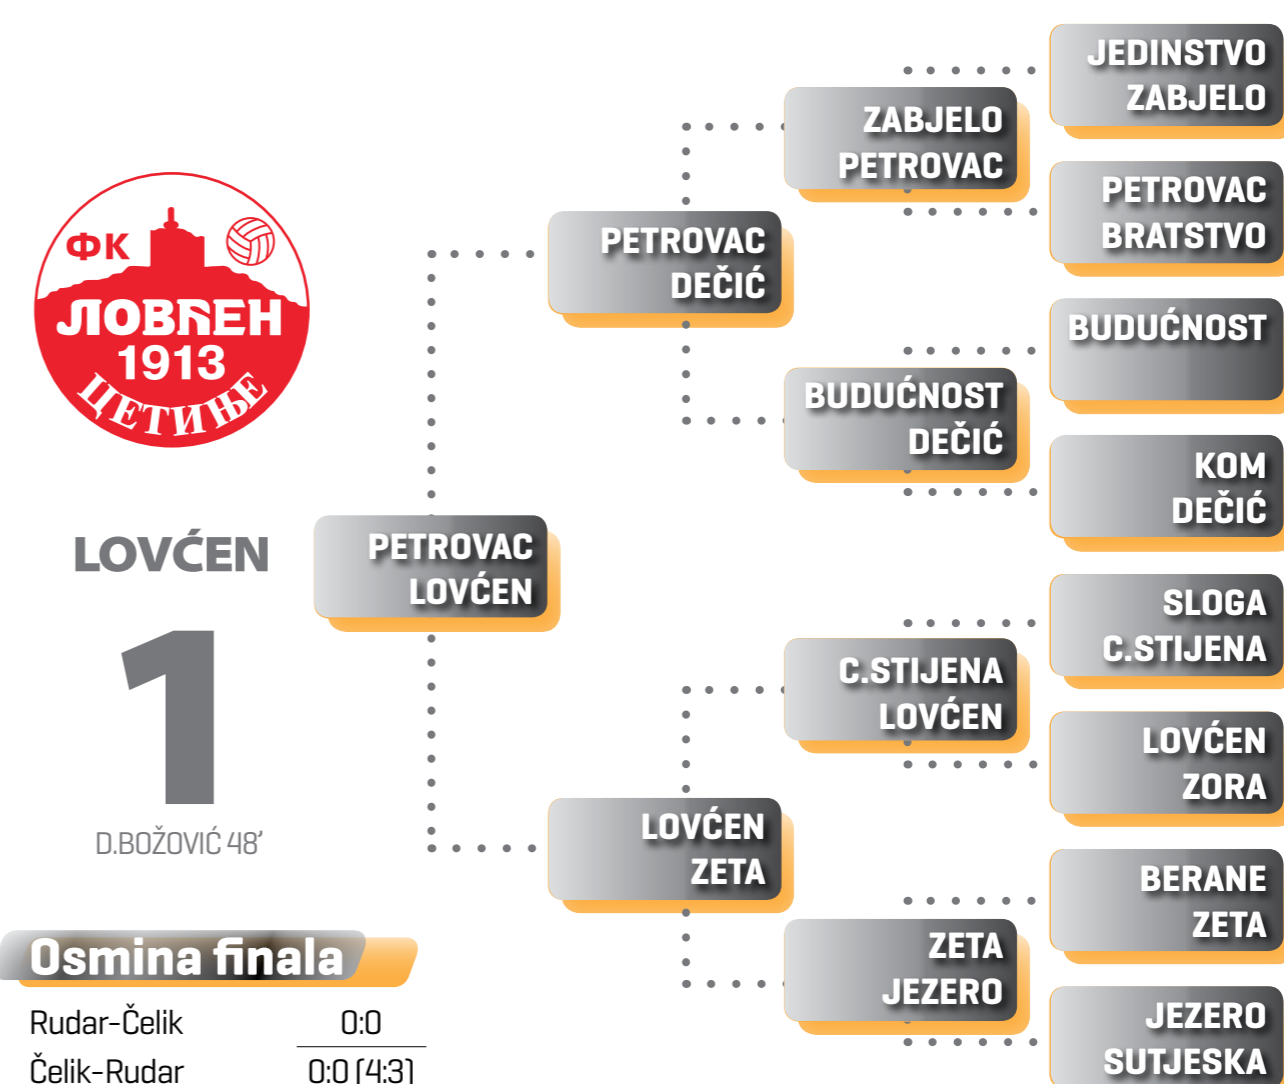 ФК
ЛОВЋЕН
1913
ЦЕТИЊЕ
LOVĆEN
1
D.BOŽOVIĆ 48’
PETROVAC
LOVĆEN
PETROVAC
DEČIĆ
LOVĆEN
ZETA
ZABJELO
PETROVAC
BUDUĆNOST
DEČIĆ
C.STIJENA
LOVĆEN
ZETA
JEZERO
JEDINSTVO
ZABJELO
PETROVAC
BRATSTVO
BUDUĆNOST
KOM
DEČIĆ
SLOGA
C.STIJENA
LOVĆEN
ZORA
BERANE
ZETA
JEZERO
SUTJESKA
Osmina finala
Rudar-Čelik 0:0
Čelik-Rudar 0:0 (4:3)